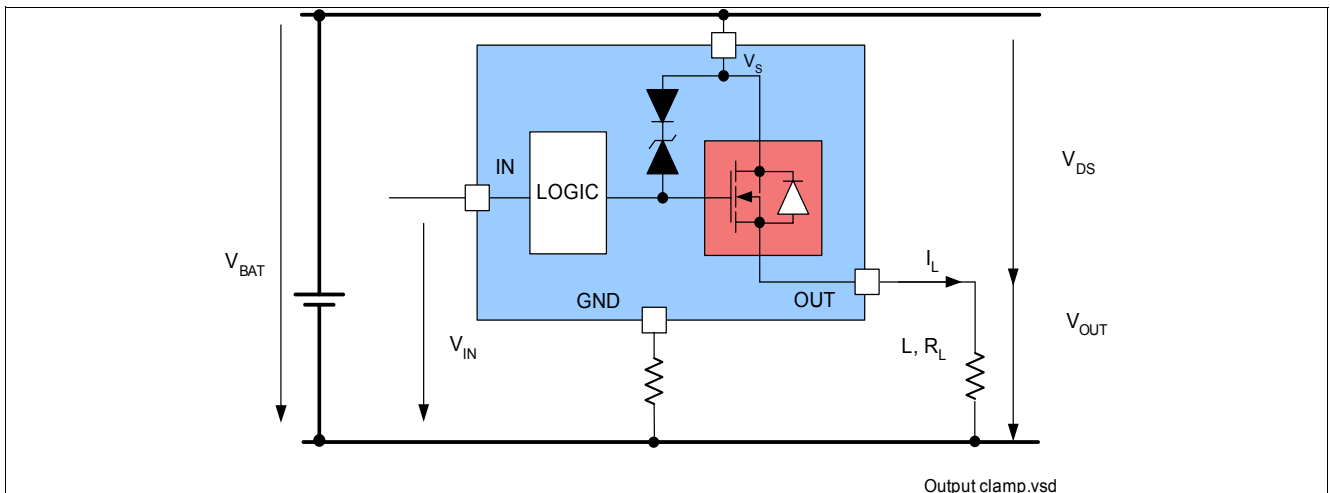 V_S
IN
LOGIC
V_DS
V_BAT
I_L
GND
OUT
V_OUT
V_IN
L, R_L
Output clamp.vsd